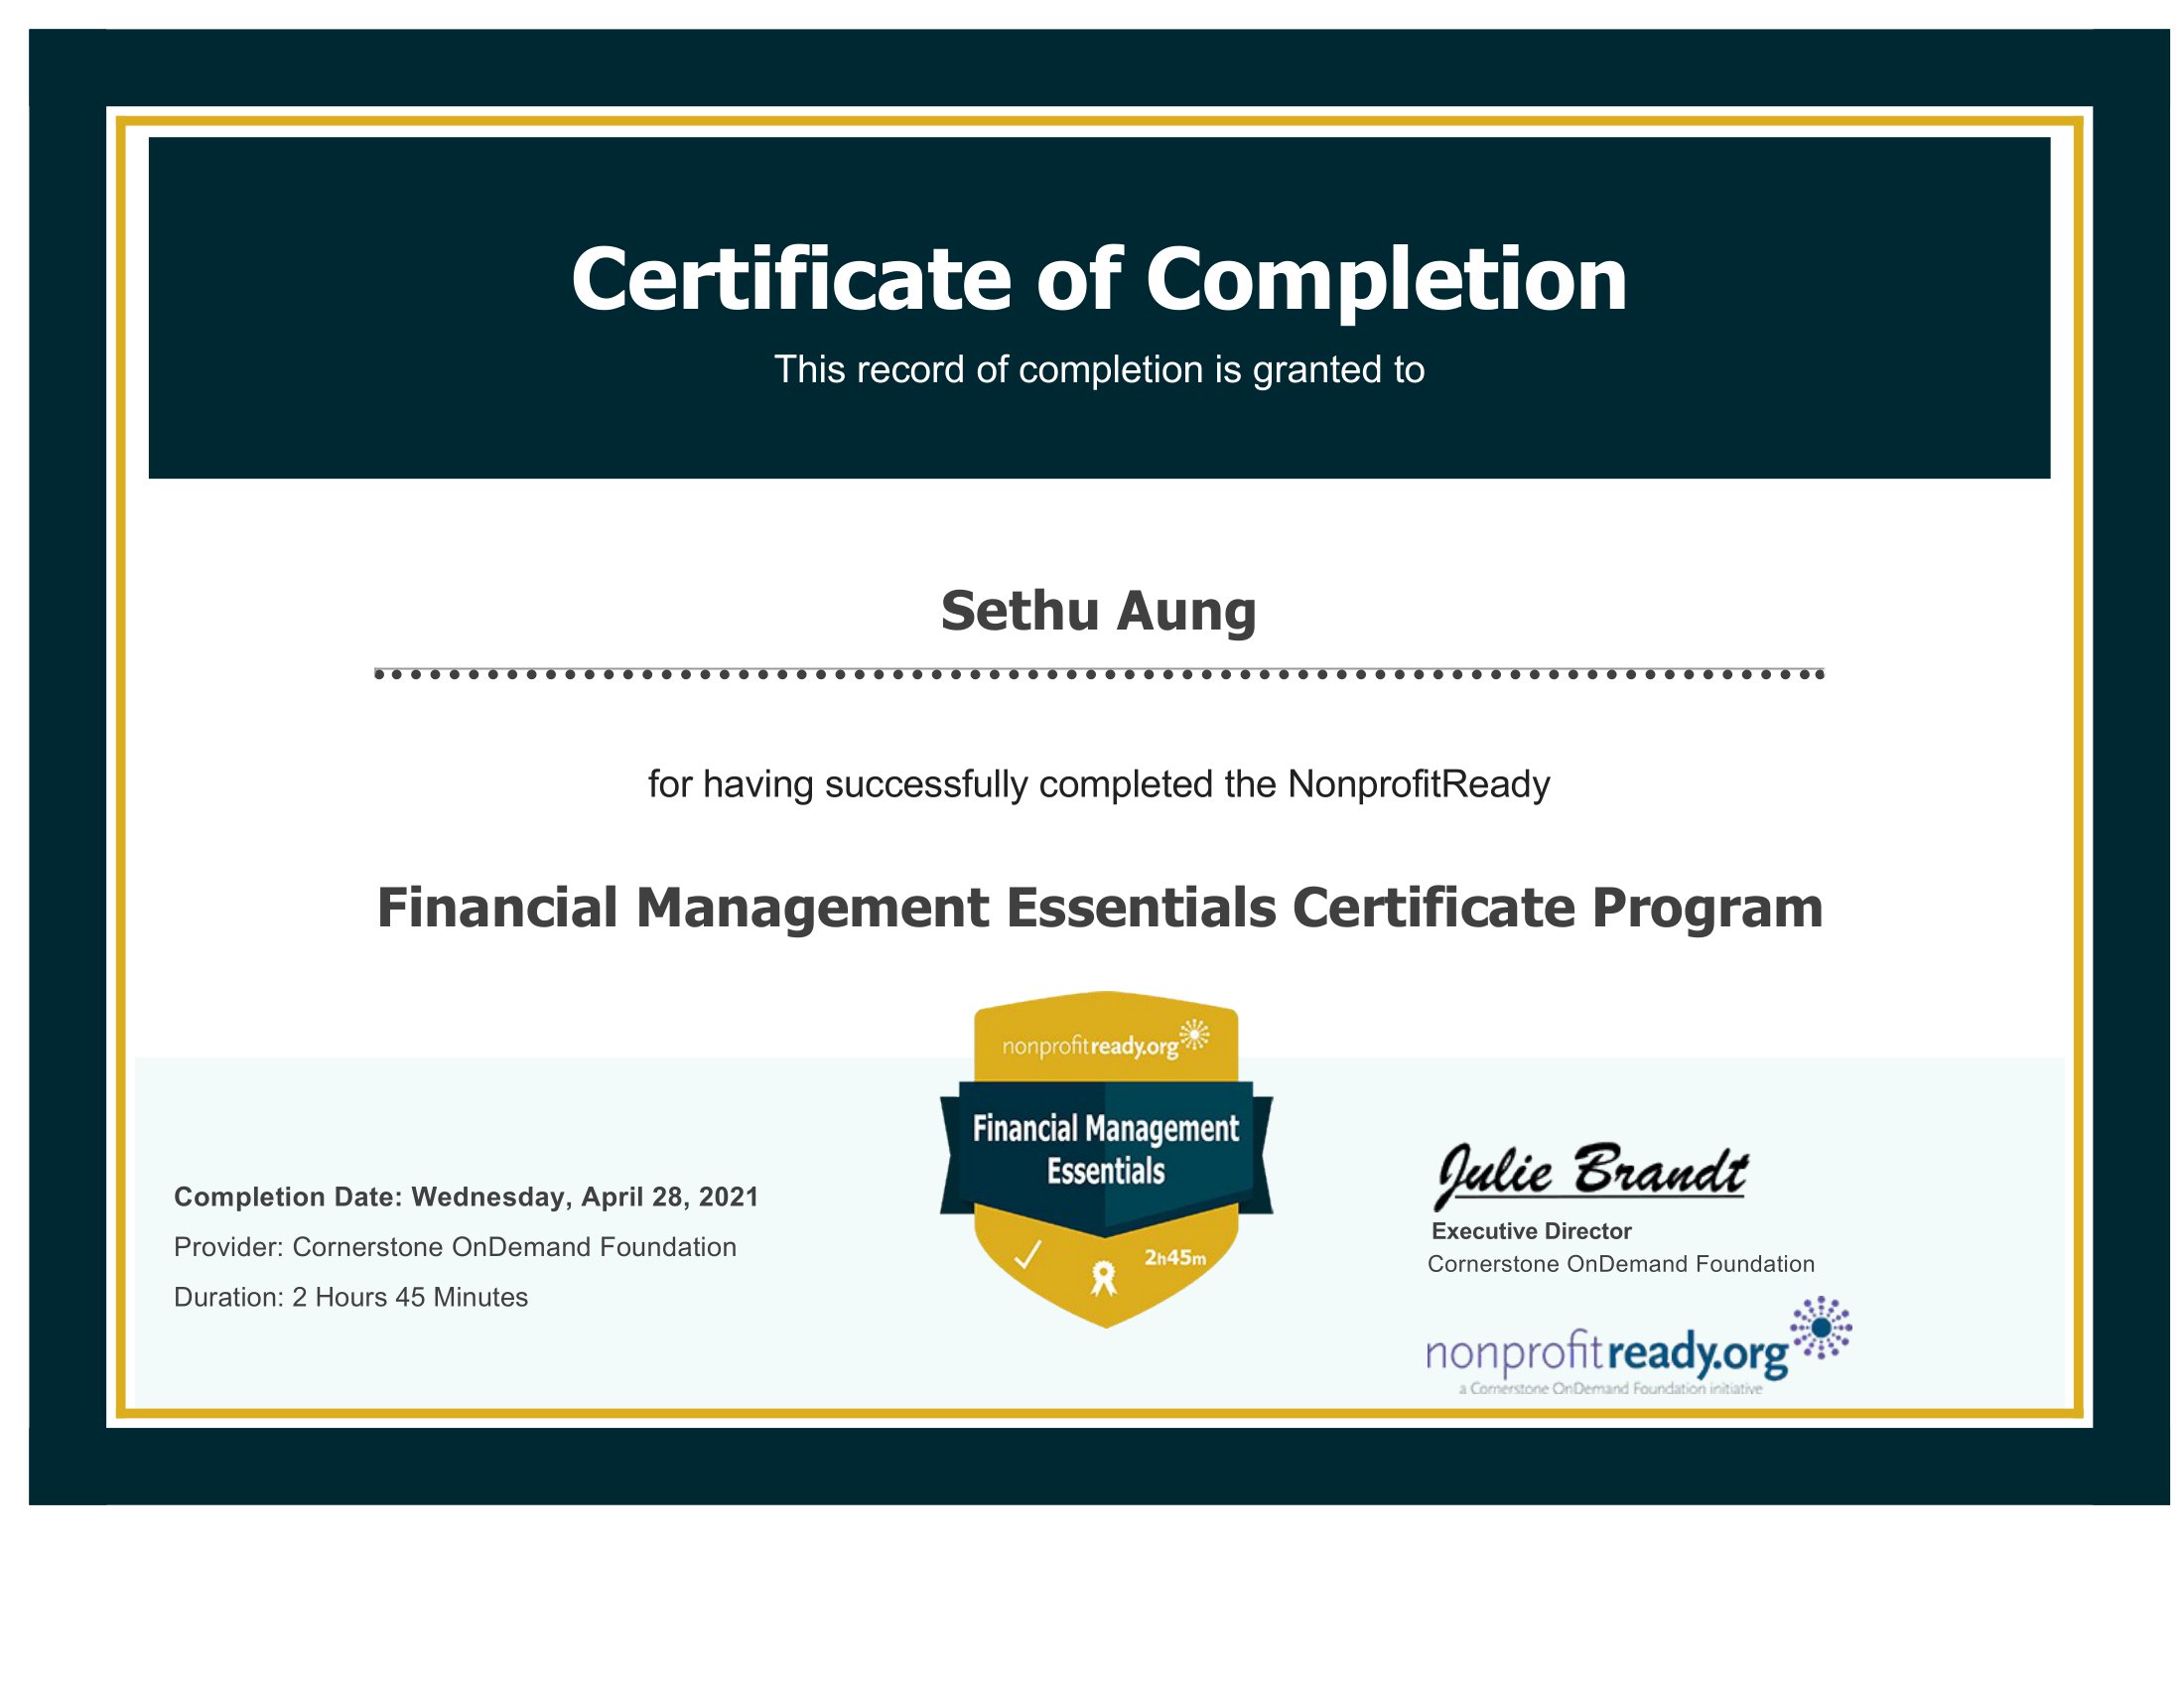 Certificate of Completion
This record of completion is granted to
Sethu Aung
for having successfully completed the NonprofitReady
Financial Management Essentials Certificate Program
nonprofitready.org
Financial Management
Essentials
2h45m
Completion Date: Wednesday, April 28, 2021
Provider: Cornerstone OnDemand Foundation
Duration: 2 Hours 45 Minutes
Julie Brandt
Executive Director
Cornerstone OnDemand Foundation
nonprofitready.org
a Cornerstone OnDemand Foundation initiative